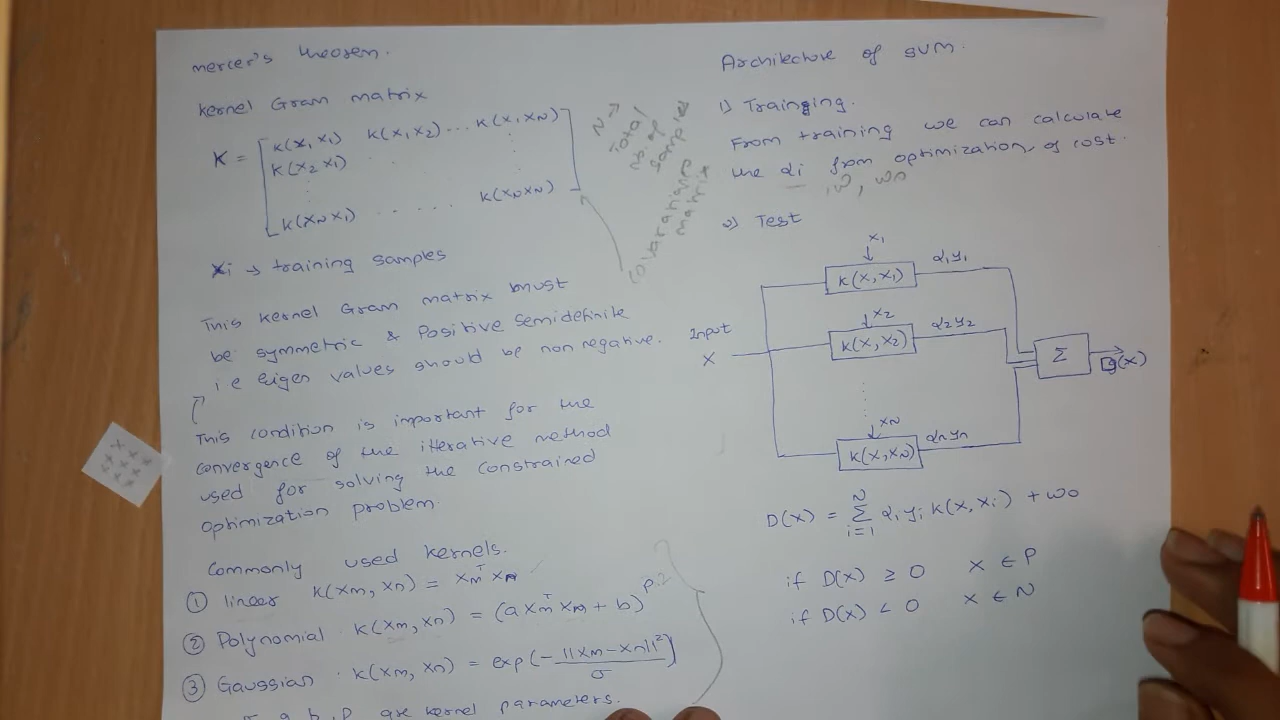 mercer's theorem.
Kernel Gram matrix
K = [ K(x, x1) K(x1 x2) ... K(x1 xN)
K(x2 x1)
K(xN x1) ...... K(xN xN) ]
N → Total no. of samples
covariances matrix
xi → training samples
This Kernel Gram matrix must
be symmetric & Positive semidefinite
i e eigen values should be non negative.
This condition is important for the
convergence of the itterative method
used for solving the constrained
optimization problem.
Commonly used kernels.
① linear K(xm, xn) = xm^T xn
② Polynomial K(xm, xn) = (a xm^T xn + b)^P 2
③ Gaussian K(xm, xn) = exp(- ||xm - xn||^2 / σ)
σ a b, P are kernel parameters.
Architecture of SVM.
1) Training.
From training we can calculate
the αi from optimization of cost.
, w, w0
2) Test
Input
X
x1
K(x, x1) α1y1
x2
K(x, x2) α2y2
xN
K(x, xN) αnyn
Σ
D(x)
D(x) = Σ i=1 N αi yi K(x, xi) + w0
if D(x) ≥ 0 x ∈ P
if D(x) < 0 x ∈ N